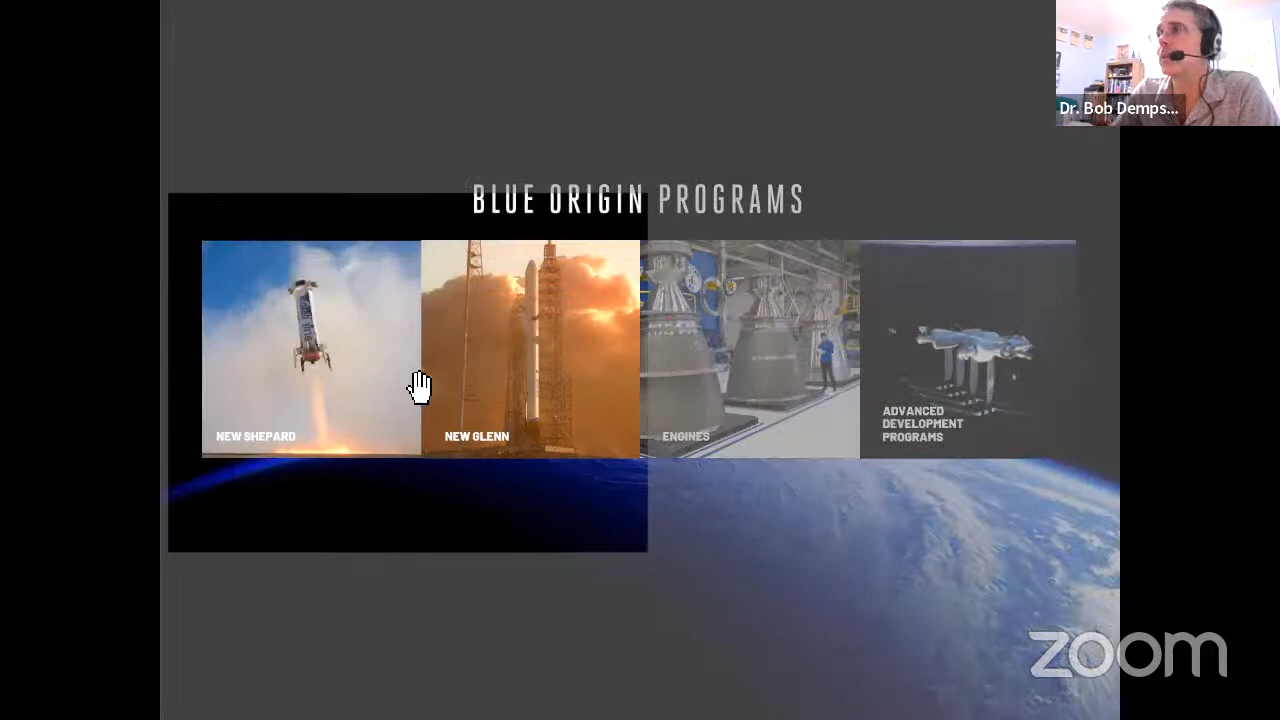 Dr. Bob Demps...
BLUE ORIGIN PROGRAMS
NEW SHEPARD
NEW GLENN
ENGINES
ADVANCED
DEVELOPMENT
PROGRAMS
zoom